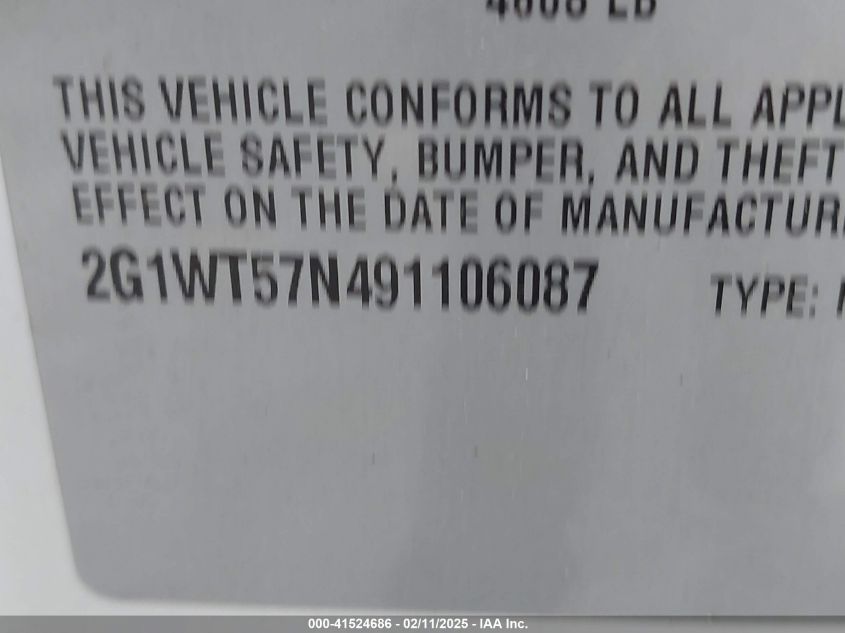 THIS VEHICLE CONFORMS TO ALL APPL
VEHICLE SAFETY, BUMPER, AND THEFT
EFFECT ON THE DATE OF MANUFACTUR
2G1WT57N491106087 TYPE:
000-41524686 - 02/11/2025 - IAA Inc.